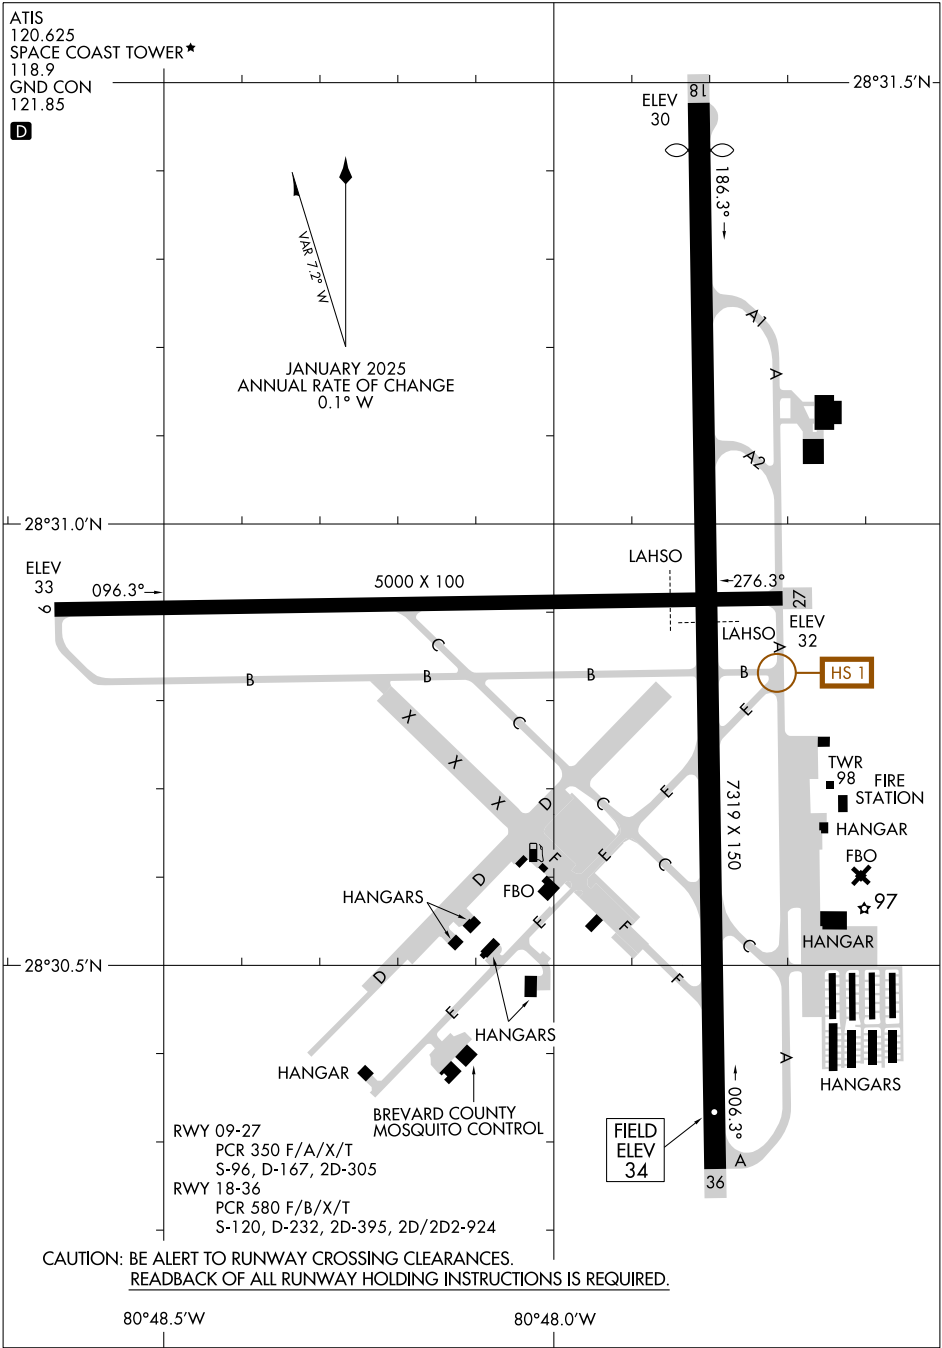 ATIS
120.625
SPACE COAST TOWER★
118.9
GND CON
121.85
D
28°31.5'N
ELEV
30
18
186.3°
VAR 7.2° W
JANUARY 2025
ANNUAL RATE OF CHANGE
0.1° W
A1
A
A2
28°31.0'N
LAHSO
ELEV
33
9
096.3°
5000 X 100
276.3°
27
ELEV
32
LAHSO
A
C
B
B
B
B
HS 1
E
X
C
X
TWR
98
FIRE
STATION
X
D
C
E
7319 X 150
HANGAR
F
E
C
FBO
D
FBO
HANGARS
97
E
F
C
HANGAR
28°30.5'N
D
F
E
HANGARS
A
HANGAR
HANGARS
006.3°
BREVARD COUNTY
MOSQUITO CONTROL
FIELD
ELEV
34
A
36
RWY 09-27
PCR 350 F/A/X/T
S-96, D-167, 2D-305
RWY 18-36
PCR 580 F/B/X/T
S-120, D-232, 2D-395, 2D/2D2-924
CAUTION: BE ALERT TO RUNWAY CROSSING CLEARANCES.
READBACK OF ALL RUNWAY HOLDING INSTRUCTIONS IS REQUIRED.
80°48.5'W
80°48.0'W